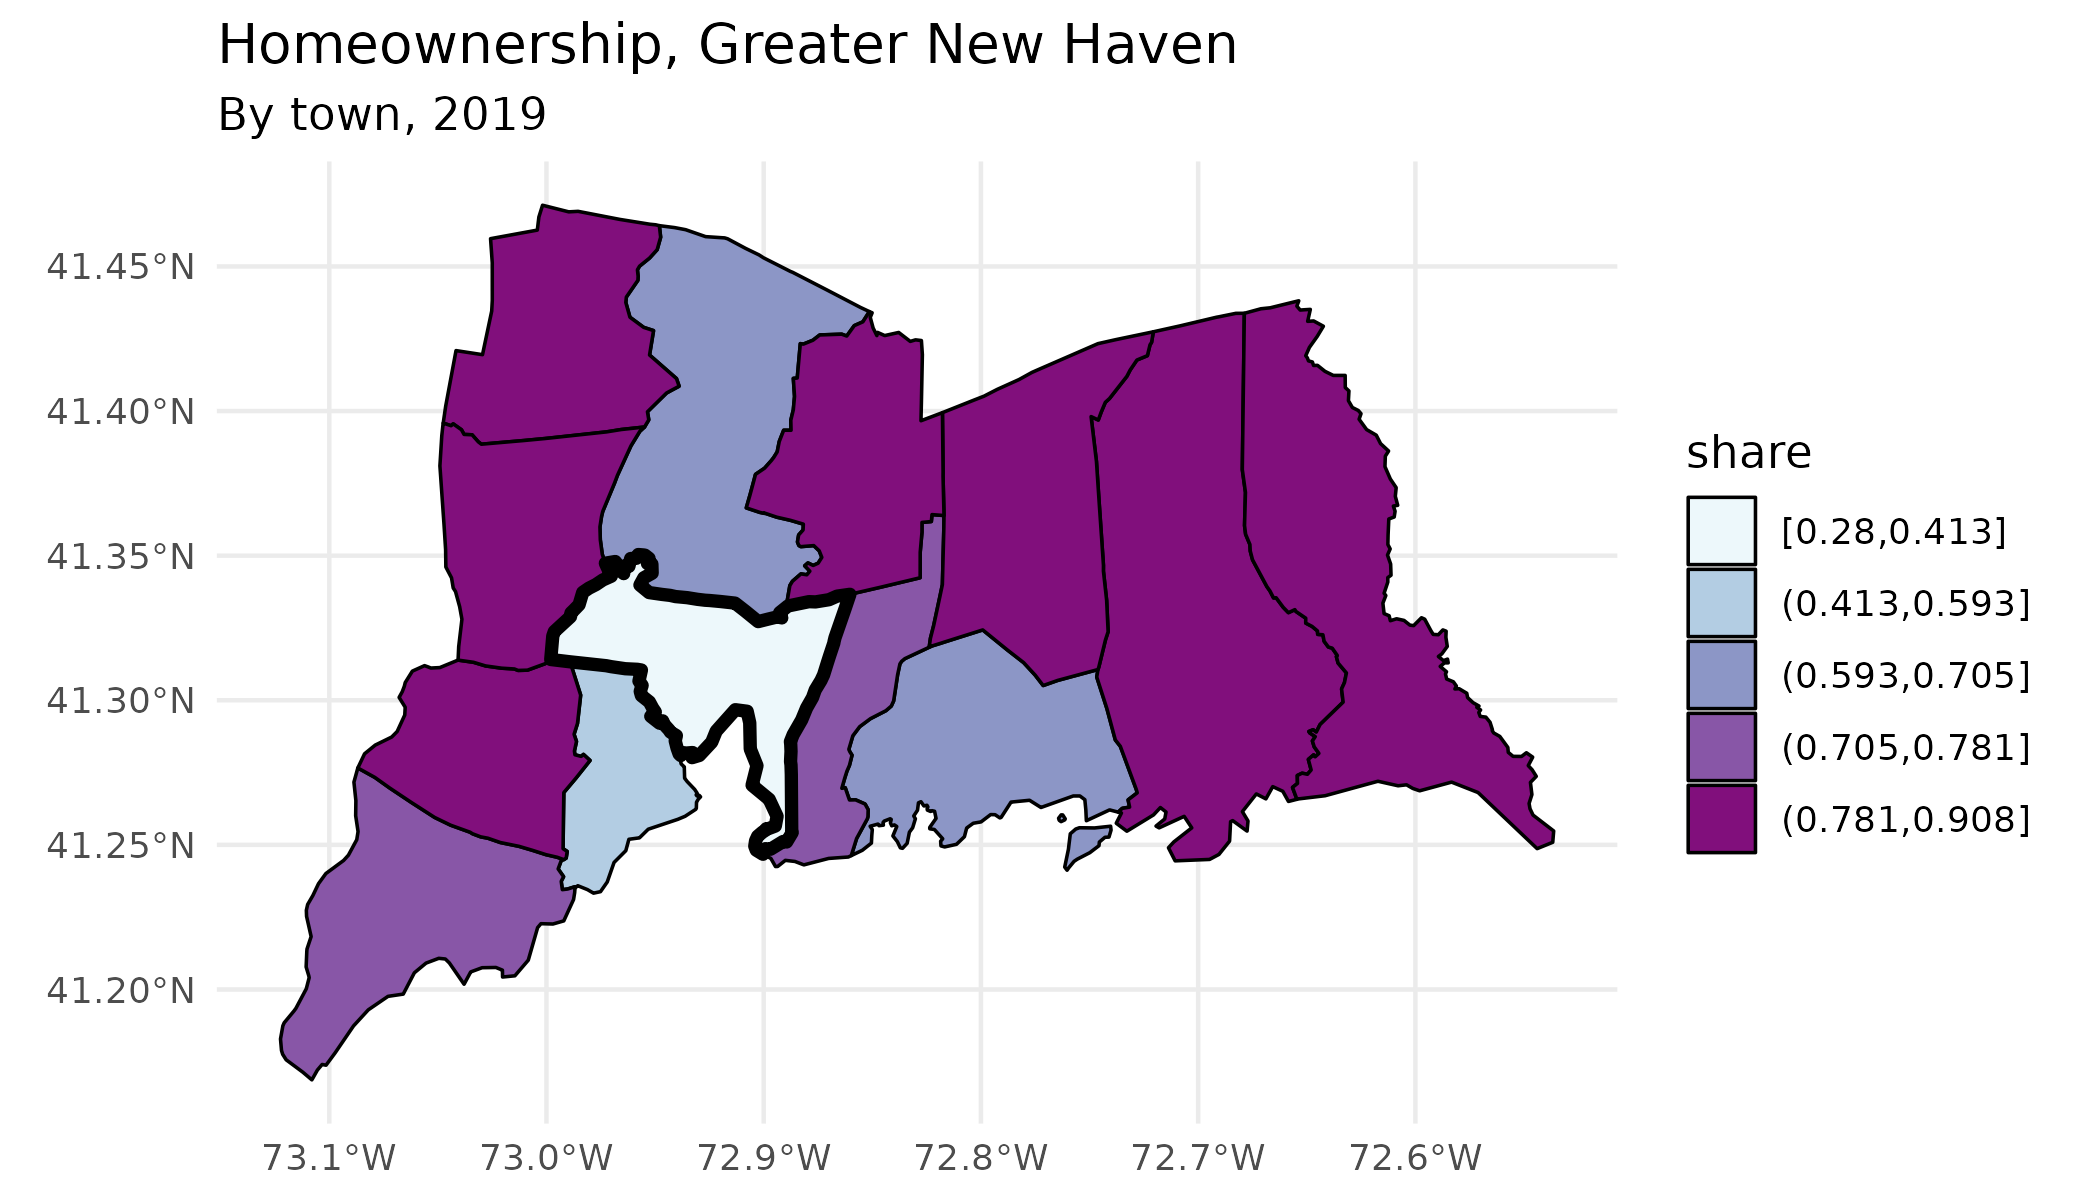 Homeownership, Greater New Haven
By town, 2019
41.45°N
41.40°N
41.35°N
41.30°N
41.25°N
41.20°N
73.1°W
73.0°W
72.9°W
72.8°W
72.7°W
72.6°W
share
[0.28,0.413]
(0.413,0.593]
(0.593,0.705]
(0.705,0.781]
(0.781,0.908]